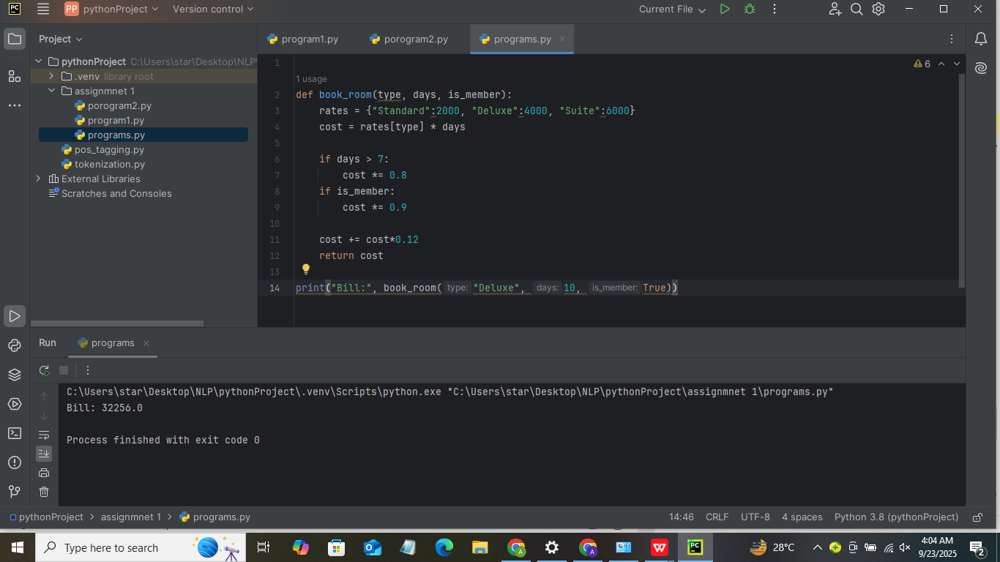 PC
PP pythonProject Version control Current File
Project
program1.py porogram2.py programs.py
pythonProject C:\Users\star\Desktop\NLP\
.venv library root
assignmnet 1
porogram2.py
program1.py
programs.py
pos_tagging.py
tokenization.py
External Libraries
Scratches and Consoles
6
1
1 usage
2 def book_room(type, days, is_member):
3 rates = {"Standard":2000, "Deluxe":4000, "Suite":6000}
4 cost = rates[type] * days
5
6 if days > 7:
7 cost *= 0.8
8 if is_member:
9 cost *= 0.9
10
11 cost += cost*0.12
12 return cost
13
14 print("Bill:", book_room( type: "Deluxe", days: 10, is_member: True))
Run programs
C:\Users\star\Desktop\NLP\pythonProject\.venv\Scripts\python.exe "C:\Users\star\Desktop\NLP\pythonProject\assignmnet 1\programs.py"
Bill: 32256.0
Process finished with exit code 0
pythonProject > assignmnet 1 > programs.py 14:46 CRLF UTF-8 4 spaces Python 3.8 (pythonProject)
Type here to search
A
A
W
PC
28°C
4:04 AM
9/23/2025
2